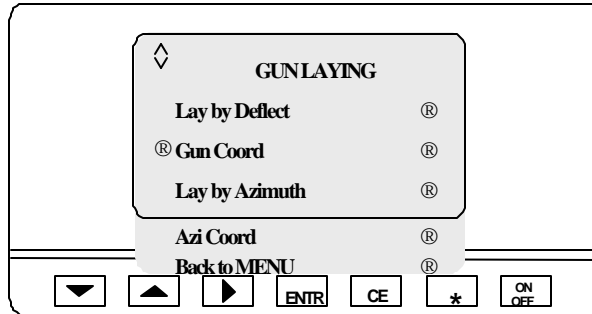 GUN LAYING
Lay by Deflect ®
® Gun Coord ®
Lay by Azimuth ®
Azi Coord ®
Back to MENU ®
ENTR CE * ON OFF